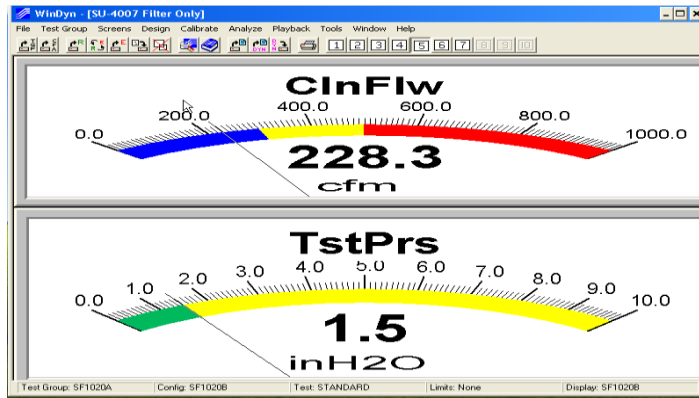 WinDyn - [SU-4007 Filter Only]
File Test Group Screens Design Calibrate Analyze Playback Tools Window Help
1 2 3 4 5 6 7 8 9 10
ClnFlw
0.0 200.0 400.0 600.0 800.0 1000.0
228.3
cfm
TstPrs
0.0 1.0 2.0 3.0 4.0 5.0 6.0 7.0 8.0 9.0 10.0
1.5
inH2O
Test Group: SF1020A Config: SF1020B Test: STANDARD Limits: None Display: SF1020B